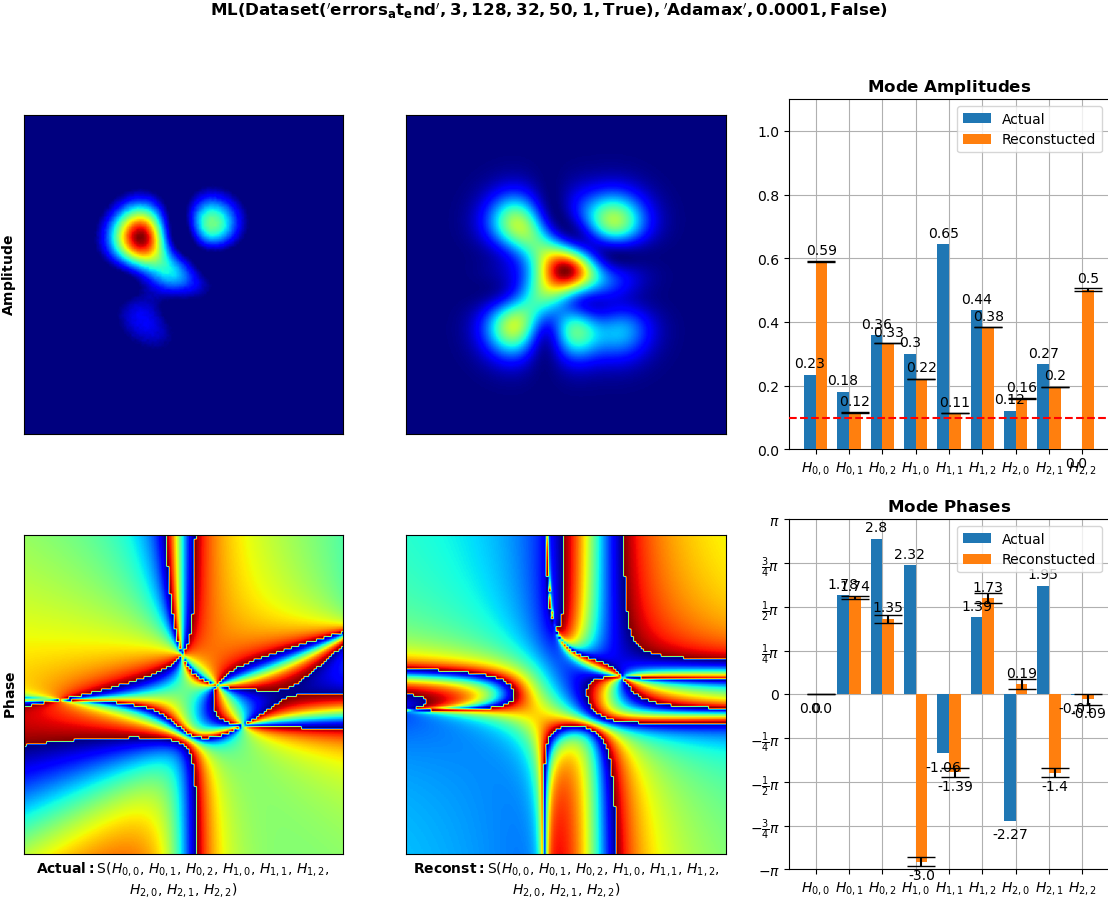 ML(Dataset('errors_at_end', 3, 128, 32, 50, 1, True), 'Adamax', 0.0001, False)
Amplitude
Mode Amplitudes
Actual
Reconstucted
1.0
0.8
0.6
0.4
0.2
0.0
0.23
0.59
0.18
0.12
0.36
0.33
0.3
0.22
0.65
0.11
0.44
0.38
0.12
0.16
0.27
0.2
0.0
0.5
H0,0 H0,1 H0,2 H1,0 H1,1 H1,2 H2,0 H2,1 H2,2
Phase
Mode Phases
Actual
Reconstucted
π
3/4π
1/2π
1/4π
0
−1/4π
−1/2π
−3/4π
−π
0.0
0.0
1.78
1.74
2.8
1.35
2.32
-3.0
-1.06
-1.39
1.39
1.73
-2.27
0.19
1.95
-1.4
-0.09
H0,0 H0,1 H0,2 H1,0 H1,1 H1,2 H2,0 H2,1 H2,2
Actual: S(H0,0, H0,1, H0,2, H1,0, H1,1, H1,2,
H2,0, H2,1, H2,2)
Reconst: S(H0,0, H0,1, H0,2, H1,0, H1,1, H1,2,
H2,0, H2,1, H2,2)